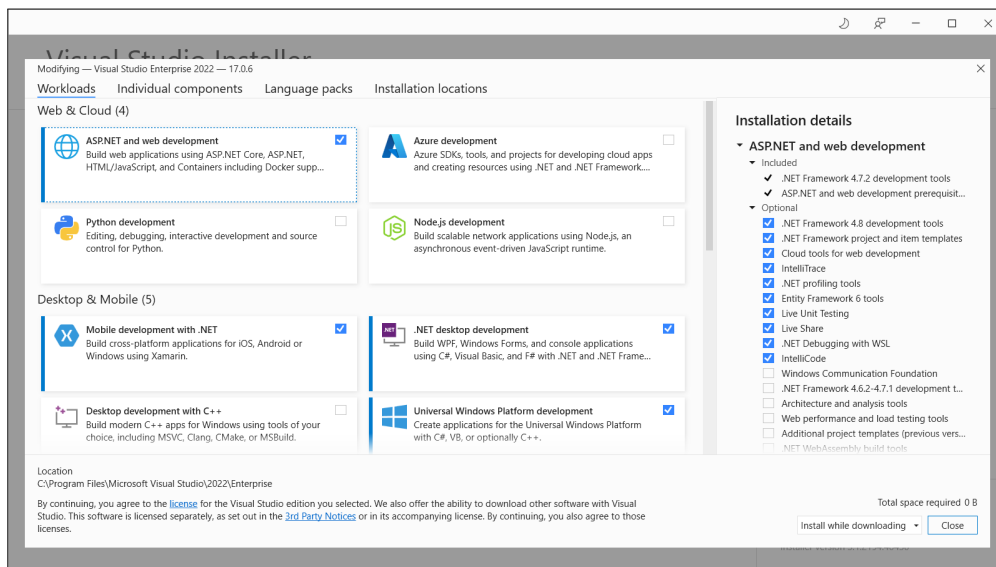 Visual Studio Installer
Modifying — Visual Studio Enterprise 2022 — 17.0.6
Workloads Individual components Language packs Installation locations
Web & Cloud (4)
ASP.NET and web development
Build web applications using ASP.NET Core, ASP.NET,
HTML/JavaScript, and Containers including Docker supp...
Azure development
Azure SDKs, tools, and projects for developing cloud apps
and creating resources using .NET and .NET Framework....
Python development
Editing, debugging, interactive development and source
control for Python.
Node.js development
Build scalable network applications using Node.js, an
asynchronous event-driven JavaScript runtime.
Desktop & Mobile (5)
Mobile development with .NET
Build cross-platform applications for iOS, Android or
Windows using Xamarin.
.NET
.NET desktop development
Build WPF, Windows Forms, and console applications
using C#, Visual Basic, and F# with .NET and .NET Frame...
Desktop development with C++
Build modern C++ apps for Windows using tools of your
choice, including MSVC, Clang, CMake, or MSBuild.
Universal Windows Platform development
Create applications for the Universal Windows Platform
with C#, VB, or optionally C++.
Installation details
ASP.NET and web development
Included
.NET Framework 4.7.2 development tools
ASP.NET and web development prerequisit...
Optional
.NET Framework 4.8 development tools
.NET Framework project and item templates
Cloud tools for web development
IntelliTrace
.NET profiling tools
Entity Framework 6 tools
Live Unit Testing
Live Share
.NET Debugging with WSL
IntelliCode
Windows Communication Foundation
.NET Framework 4.6.2-4.7.1 development t...
Architecture and analysis tools
Web performance and load testing tools
Additional project templates (previous vers...
.NET WebAssembly build tools
Location
C:\Program Files\Microsoft Visual Studio\2022\Enterprise
By continuing, you agree to the license for the Visual Studio edition you selected. We also offer the ability to download other software with Visual
Studio. This software is licensed separately, as set out in the 3rd Party Notices or in its accompanying license. By continuing, you also agree to those
licenses.
Total space required 0 B
Install while downloading Close